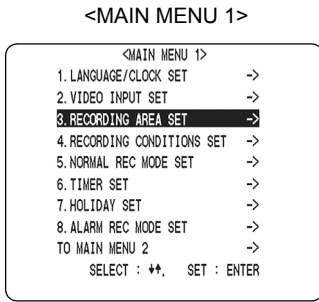 <MAIN MENU 1>
<MAIN MENU 1>
1. LANGUAGE/CLOCK SET ->
2. VIDEO INPUT SET ->
3. RECORDING AREA SET ->
4. RECORDING CONDITIONS SET ->
5. NORMAL REC MODE SET ->
6. TIMER SET ->
7. HOLIDAY SET ->
8. ALARM REC MODE SET ->
TO MAIN MENU 2 ->
SELECT : ↓↑, SET : ENTER